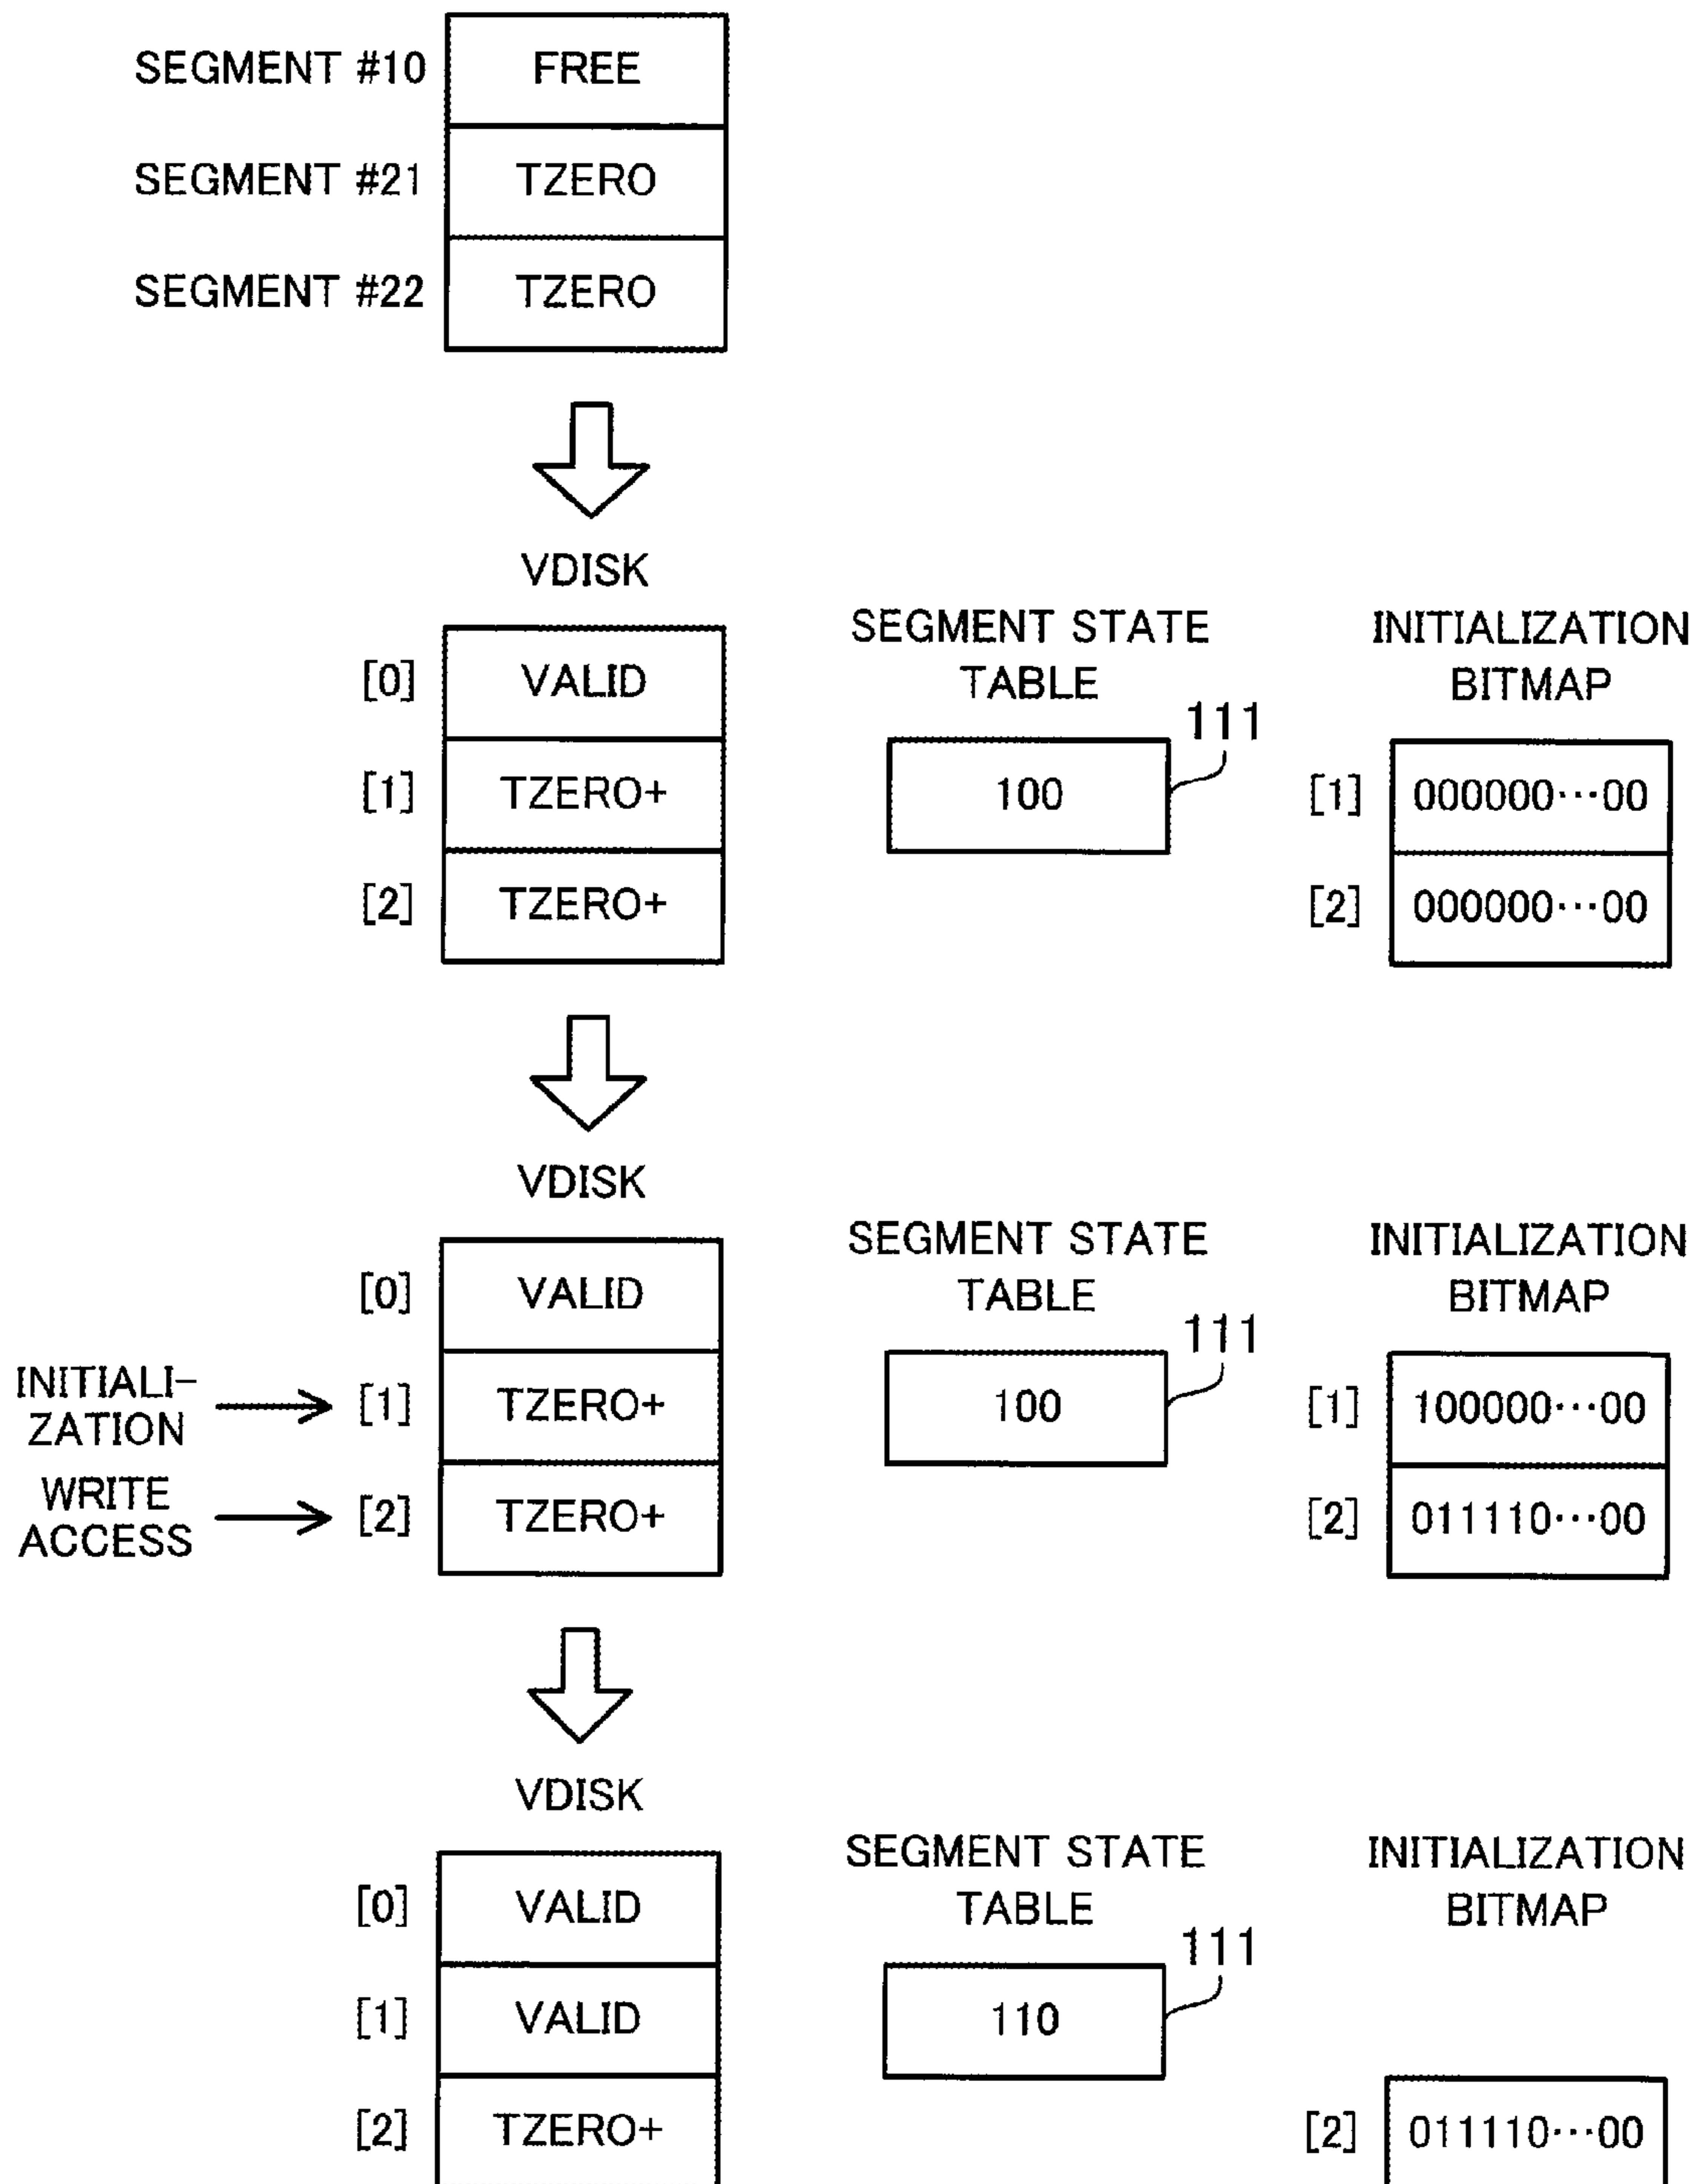 SEGMENT #10 FREE
SEGMENT #21 TZERO
SEGMENT #22 TZERO
VDISK
SEGMENT STATE
TABLE
INITIALIZATION
BITMAP
[0] VALID
111
[1] TZERO+
100
[1] 000000···00
[2] TZERO+
[2] 000000···00
VDISK
SEGMENT STATE
TABLE
INITIALIZATION
BITMAP
[0] VALID
111
INITIALI-
ZATION
[1] TZERO+
100
[1] 100000···00
WRITE
ACCESS
[2] TZERO+
[2] 011110···00
VDISK
SEGMENT STATE
TABLE
INITIALIZATION
BITMAP
[0] VALID
111
[1] VALID
110
[2] TZERO+
[2] 011110···00